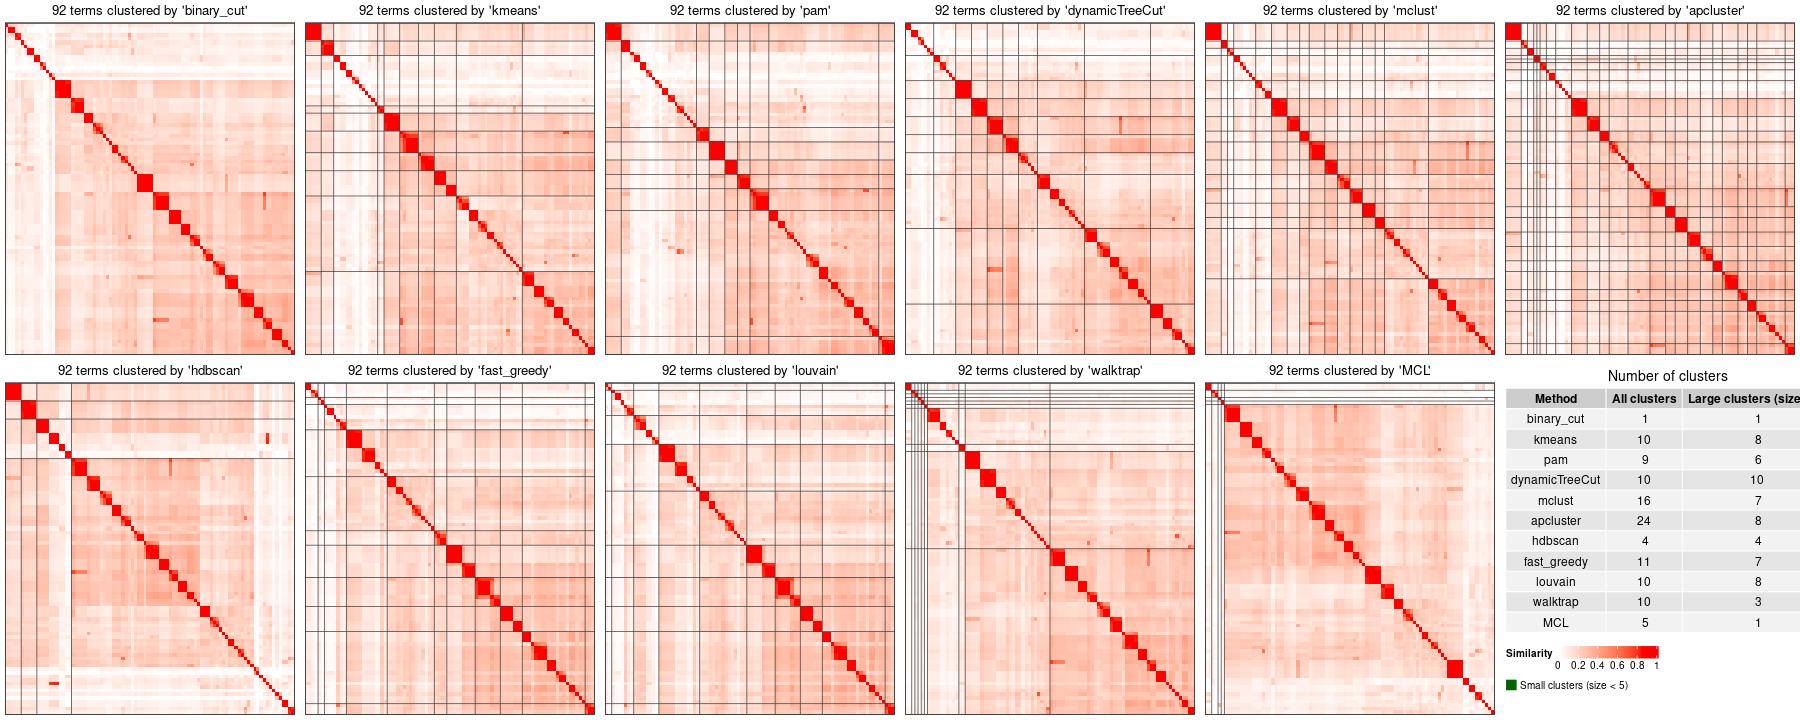 92 terms clustered by 'binary_cut'
92 terms clustered by 'kmeans'
92 terms clustered by 'pam'
92 terms clustered by 'dynamicTreeCut'
92 terms clustered by 'mclust'
92 terms clustered by 'apcluster'
92 terms clustered by 'hdbscan'
92 terms clustered by 'fast_greedy'
92 terms clustered by 'louvain'
92 terms clustered by 'walktrap'
92 terms clustered by 'MCL'
Number of clusters
Method All clusters Large clusters (size
binary_cut 1 1
kmeans 10 8
pam 9 6
dynamicTreeCut 10 10
mclust 16 7
apcluster 24 8
hdbscan 4 4
fast_greedy 11 7
louvain 10 8
walktrap 10 3
MCL 5 1
Similarity
0 0.2 0.4 0.6 0.8 1
Small clusters (size < 5)